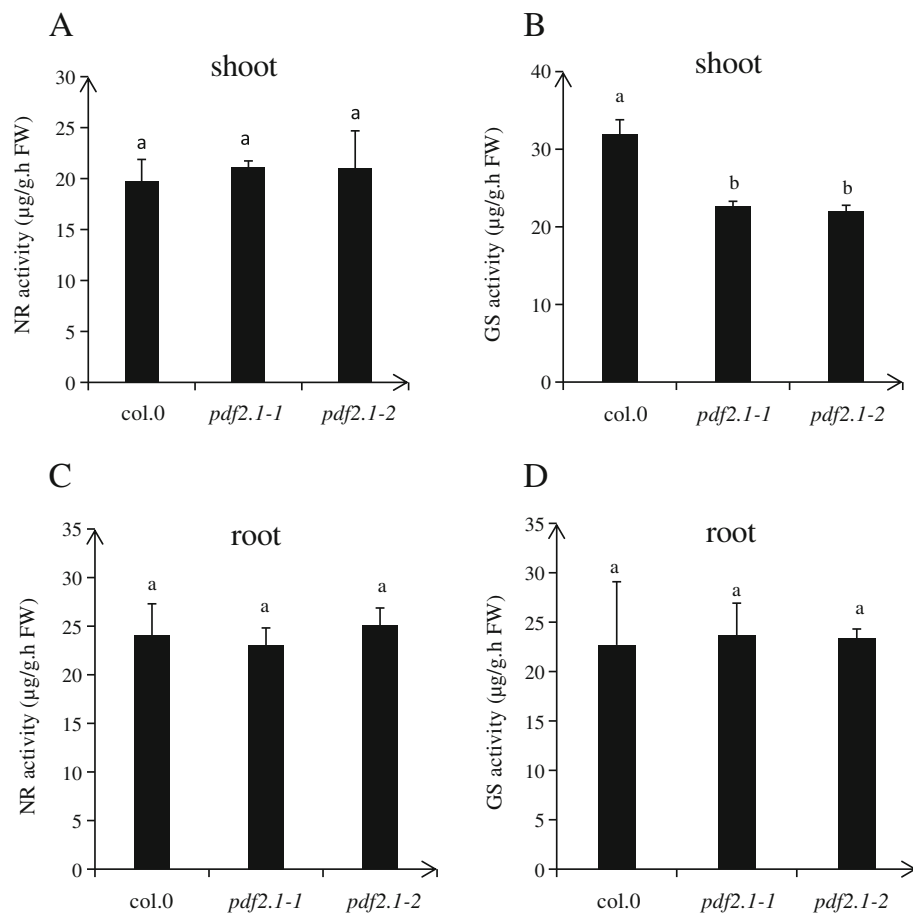 A
shoot
NR activity (µg/g.h FW)
30
25
20
15
10
5
0
a
a
a
col.0
pdf2.1-1
pdf2.1-2
B
shoot
GS activity (µg/g.h FW)
40
30
20
10
0
a
b
b
col.0
pdf2.1-1
pdf2.1-2
C
root
NR activity (µg/g.h FW)
35
30
25
20
15
10
5
0
a
a
a
col.0
pdf2.1-1
pdf2.1-2
D
root
GS activity (µg/g.h FW)
35
30
25
20
15
10
5
0
a
a
a
col.0
pdf2.1-1
pdf2.1-2